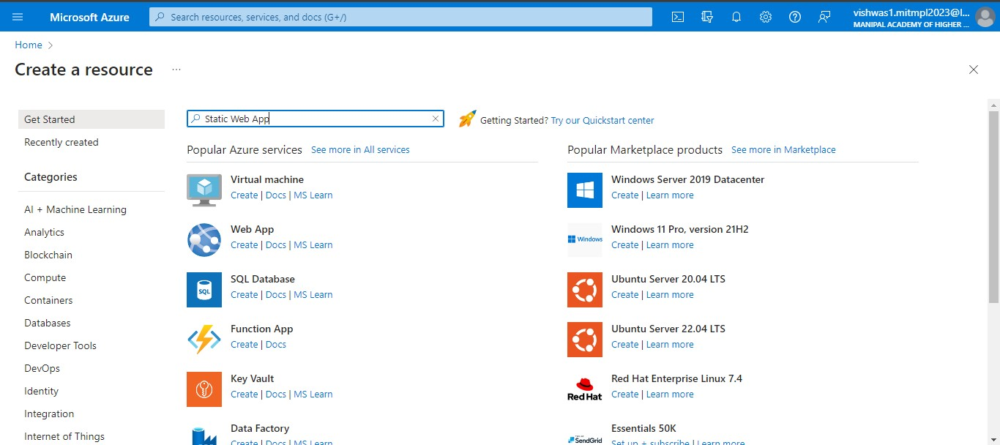 Microsoft Azure
Search resources, services, and docs (G+/)
vishwas1.mitmpl2023@l...
MANIPAL ACADEMY OF HIGHER ...
Home >
Create a resource ...
Get Started
Recently created
Categories
AI + Machine Learning
Analytics
Blockchain
Compute
Containers
Databases
Developer Tools
DevOps
Identity
Integration
Internet of Things
Static Web App
Getting Started? Try our Quickstart center
Popular Azure services See more in All services
Virtual machine
Create | Docs | MS Learn
Web App
Create | Docs | MS Learn
SQL
SQL Database
Create | Docs | MS Learn
Function App
Create | Docs
Key Vault
Create | Docs | MS Learn
Data Factory
Create | Docs | MS Learn
Popular Marketplace products See more in Marketplace
Windows Server 2019 Datacenter
Create | Learn more
Windows
Windows 11 Pro, version 21H2
Create | Learn more
Ubuntu Server 20.04 LTS
Create | Learn more
Ubuntu Server 22.04 LTS
Create | Learn more
Red Hat
Red Hat Enterprise Linux 7.4
Create | Learn more
SendGrid
Essentials 50K
Set up + subscribe | Learn more